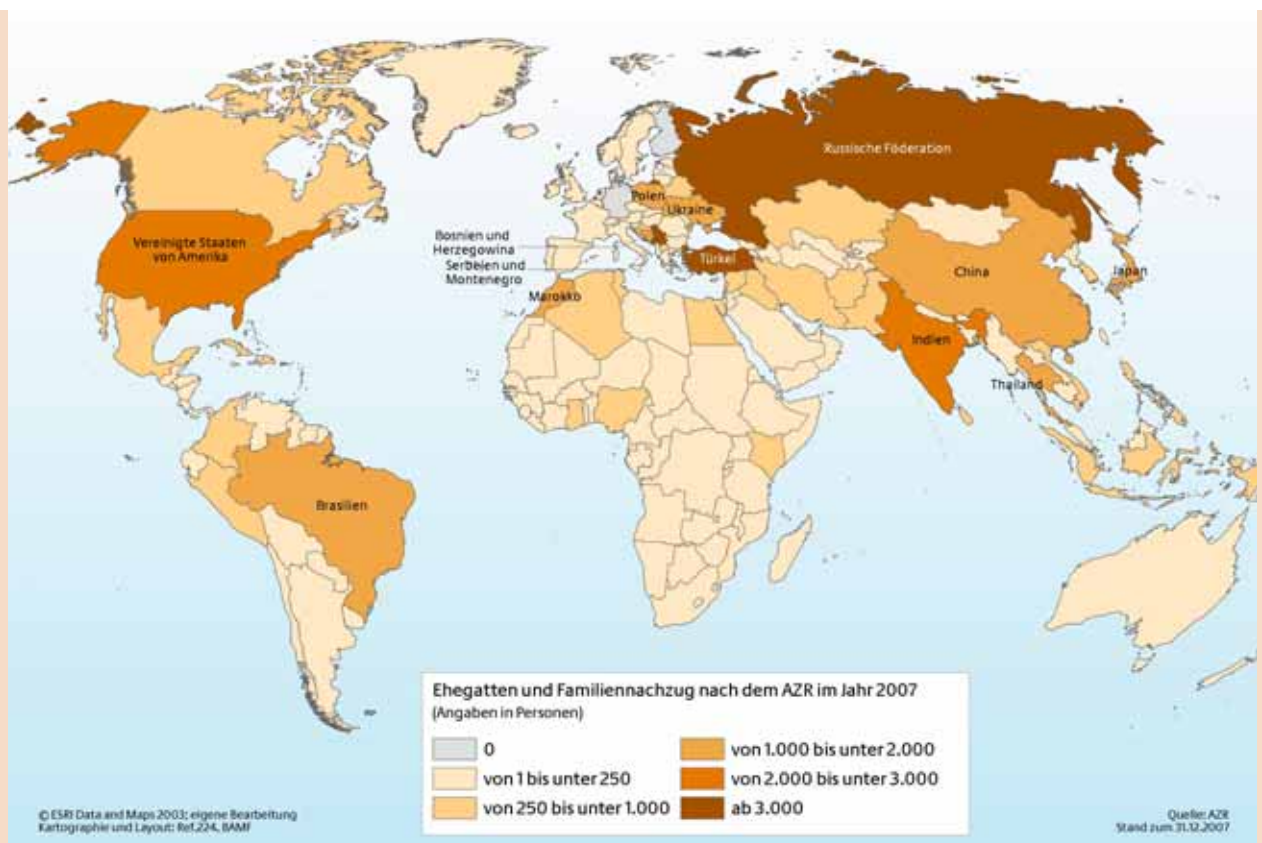 Russische Föderation
Polen
Ukraine
Bosnien und
Herzegowina
Serbeien und
Montenegro
Türkei
Vereinigte Staaten
von Amerika
China
Japan
Marokko
Indien
Thailand
Brasilien
Ehegatten und Familiennachzug nach dem AZR im Jahr 2007
(Angaben in Personen)
0
von 1 bis unter 250
von 250 bis unter 1.000
von 1.000 bis unter 2.000
von 2.000 bis unter 3.000
ab 3.000
© ESRI Data and Maps 2003; eigene Bearbeitung
Kartographie und Layout: Ref.224, BAMF
Quelle: AZR
Stand zum 31.12.2007